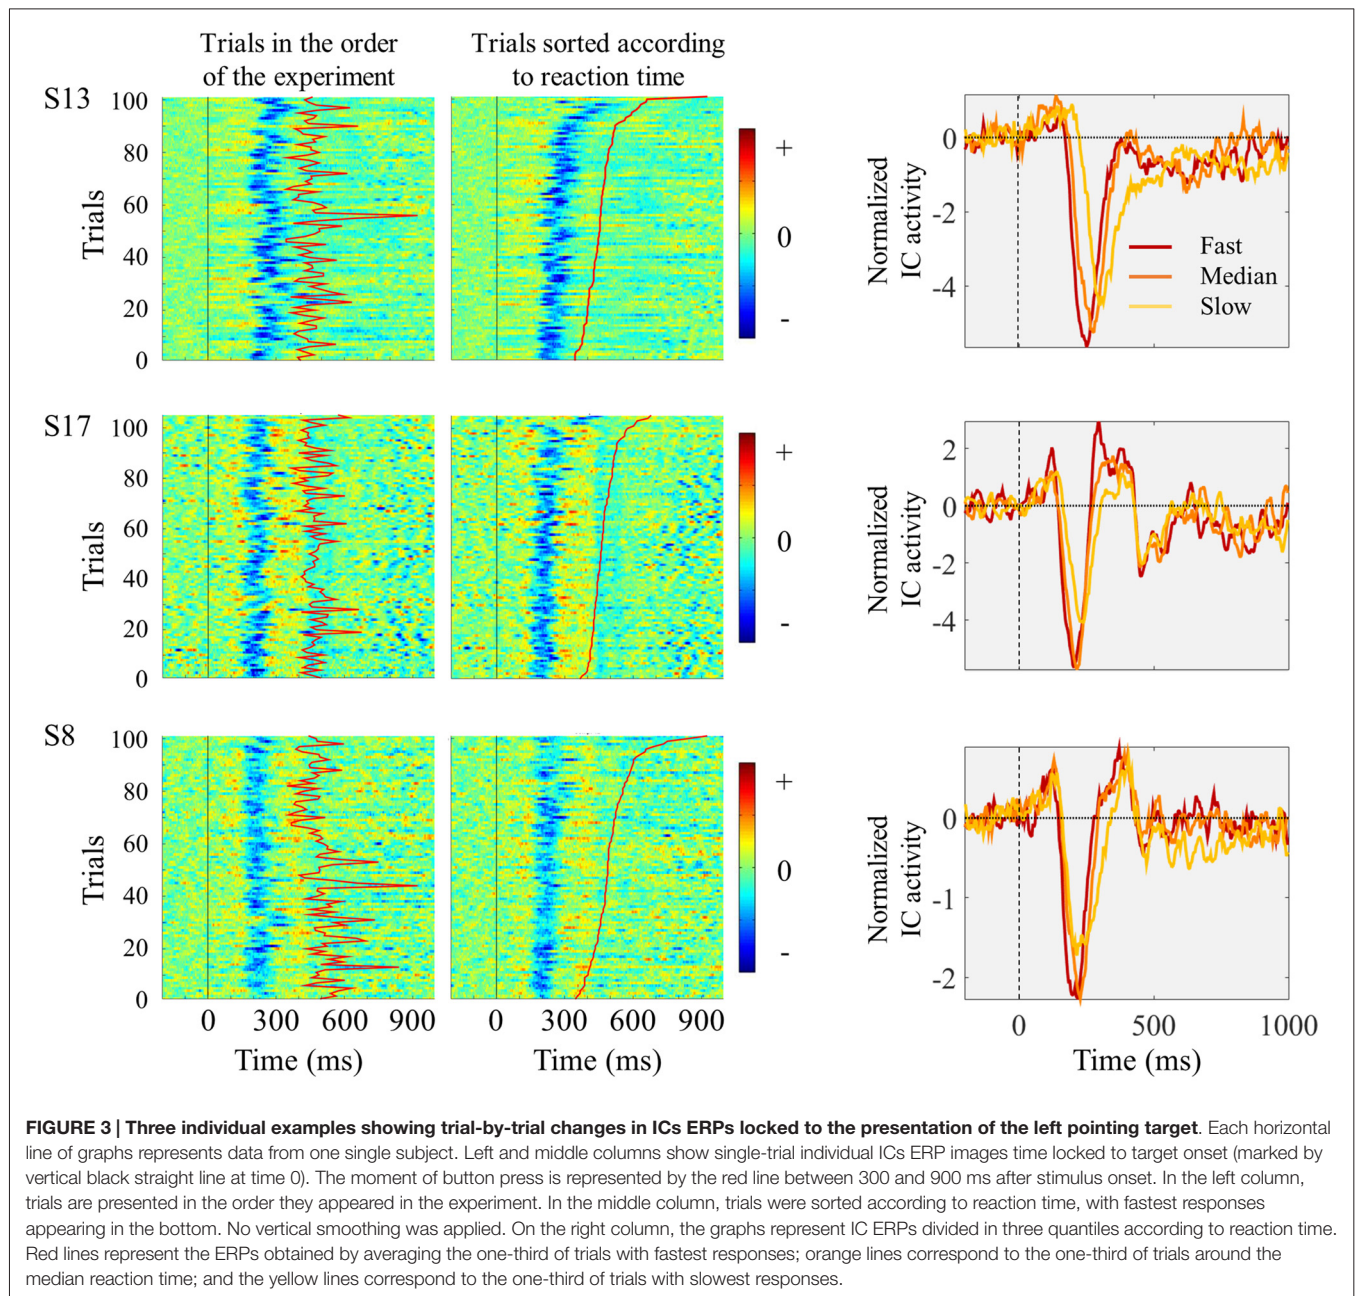 Trials in the order
of the experiment
Trials sorted according
to reaction time
S13
100
80
60
40
20
0
Trials
+
0
-
0
-2
-4
Normalized
IC activity
Fast
Median
Slow
S17
100
80
60
40
20
0
Trials
+
0
-
2
0
-2
-4
Normalized
IC activity
S8
100
80
60
40
20
0
Trials
+
0
-
0
-1
-2
Normalized
IC activity
0 300 600 900
Time (ms)
0 300 600 900
Time (ms)
0 500 1000
Time (ms)
FIGURE 3 | Three individual examples showing trial-by-trial changes in ICs ERPs locked to the presentation of the left pointing target. Each horizontal
line of graphs represents data from one single subject. Left and middle columns show single-trial individual ICs ERP images time locked to target onset (marked by
vertical black straight line at time 0). The moment of button press is represented by the red line between 300 and 900 ms after stimulus onset. In the left column,
trials are presented in the order they appeared in the experiment. In the middle column, trials were sorted according to reaction time, with fastest responses
appearing in the bottom. No vertical smoothing was applied. On the right column, the graphs represent IC ERPs divided in three quantiles according to reaction time.
Red lines represent the ERPs obtained by averaging the one-third of trials with fastest responses; orange lines correspond to the one-third of trials around the
median reaction time; and the yellow lines correspond to the one-third of trials with slowest responses.